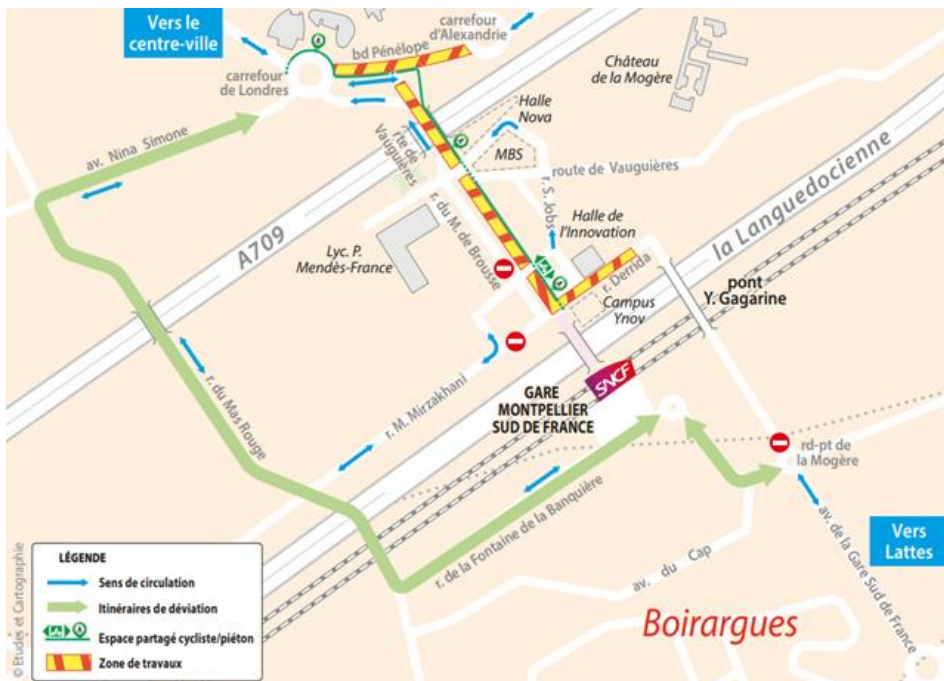 Vers le
centre-ville
carrefour
d'Alexandrie
bd Pénélope
carrefour
de Londres
Château
de la Mogère
Halle
Nova
MBS
av. Nina Simone
rte de
Vauguières
route de Vauguières
r. S. Jobs
la Languedocienne
A709
Halle de
l'Innovation
Lyc. P.
Mendès-France
r. du M. de Brousse
r. Derrida
pont
Y. Gagarine
Campus
Ynov
SNCF
GARE
MONTPELLIER
SUD DE FRANCE
r. M. Mirzakhani
r. du Mas Rouge
rd-pt de
la Mogère
r. de la Fontaine de la Banquière
av. de la Gare Sud de France
Vers
Lattes
av. du Cap
Boirargues
LÉGENDE
Sens de circulation
Itinéraires de déviation
Espace partagé cycliste/piéton
Zone de travaux
© Etudes et Cartographie